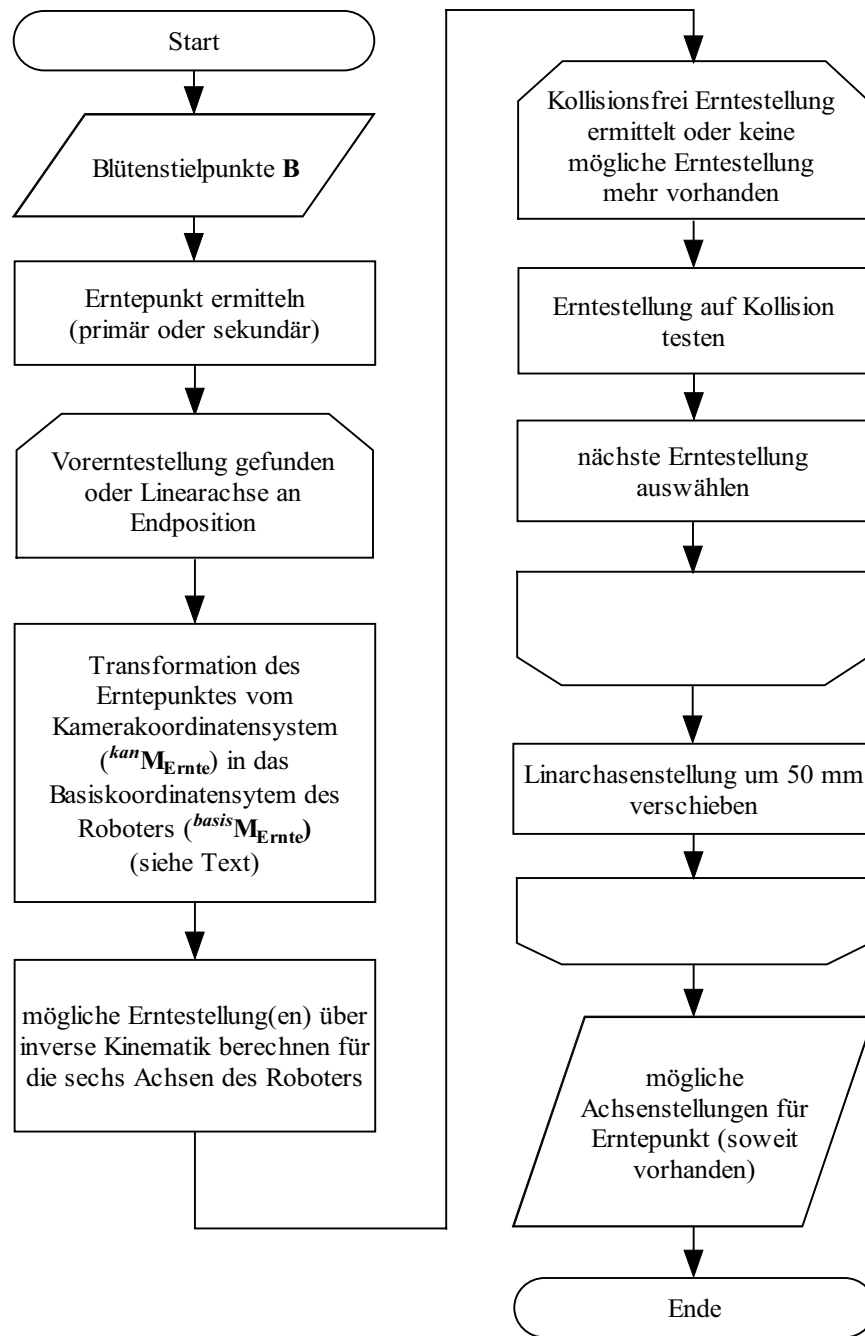 Start
Blütenstielpunkte B
Erntepunkt ermitteln
(primär oder sekundär)
Vorerntestellung gefunden
oder Linearachse an
Endposition
Transformation des
Erntepunktes vom
Kamerakoordinatensystem
(kanM_Ernte) in das
Basiskoordinatensytem des
Roboters (basisM_Ernte)
(siehe Text)
mögliche Erntestellung(en) über
inverse Kinematik berechnen für
die sechs Achsen des Roboters
Kollisionsfrei Erntestellung
ermittelt oder keine
mögliche Erntestellung
mehr vorhanden
Erntestellung auf Kollision
testen
nächste Erntestellung
auswählen
Linarchasenstellung um 50 mm
verschieben
mögliche
Achsenstellungen für
Erntepunkt (soweit
vorhanden)
Ende